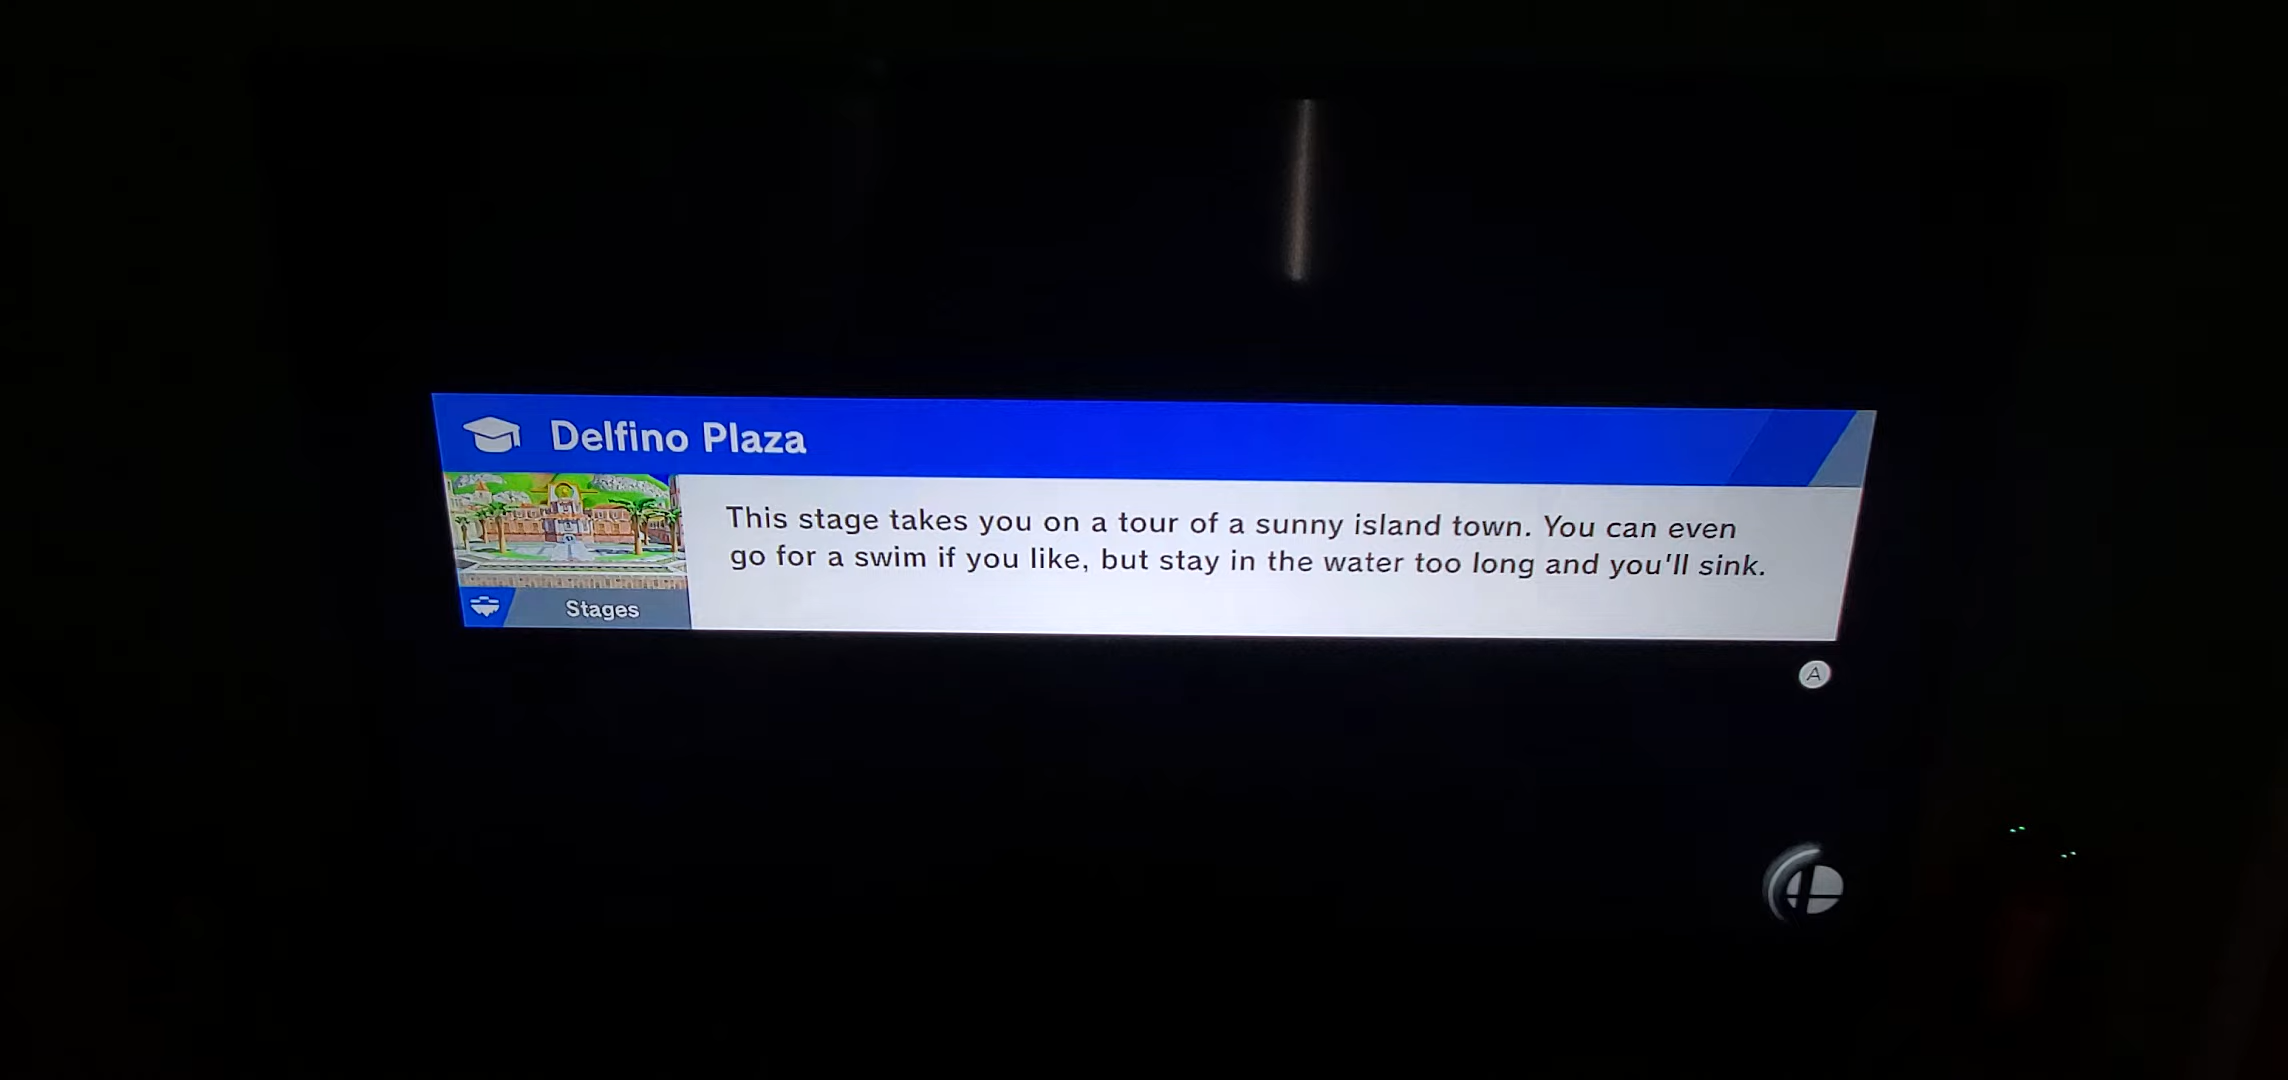 Delfino Plaza
This stage takes you on a tour of a sunny island town. You can even
go for a swim if you like, but stay in the water too long and you'll sink.
Stages
A